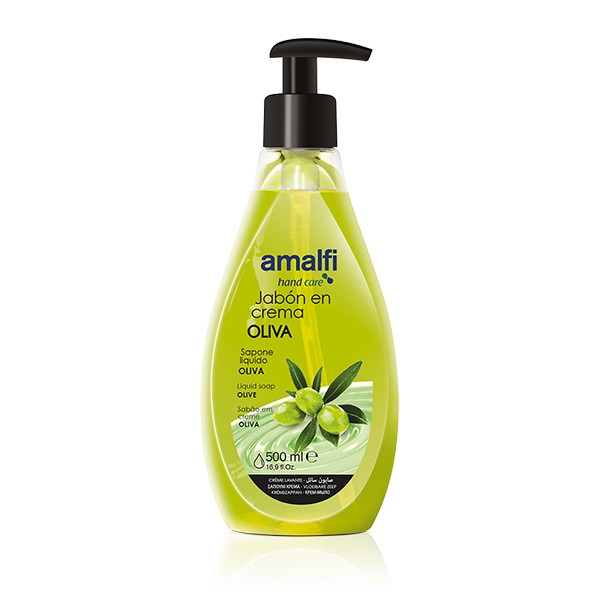 amalfi
hand care
Jabón en
crema
OLIVA
Sapone
liquido
OLIVA
Liquid soap
OLIVE
Sabão em
creme
OLIVA
500 ml e
16,9 fl.Oz.
CRÈME LAVANTE - صابون سائل
ΣΑΠΟΥΝΙ ΚΡΕΜΑ - VLOEIBARE ZEEP
KRÉMSZAPPAN - КРЕМ-МЫЛО